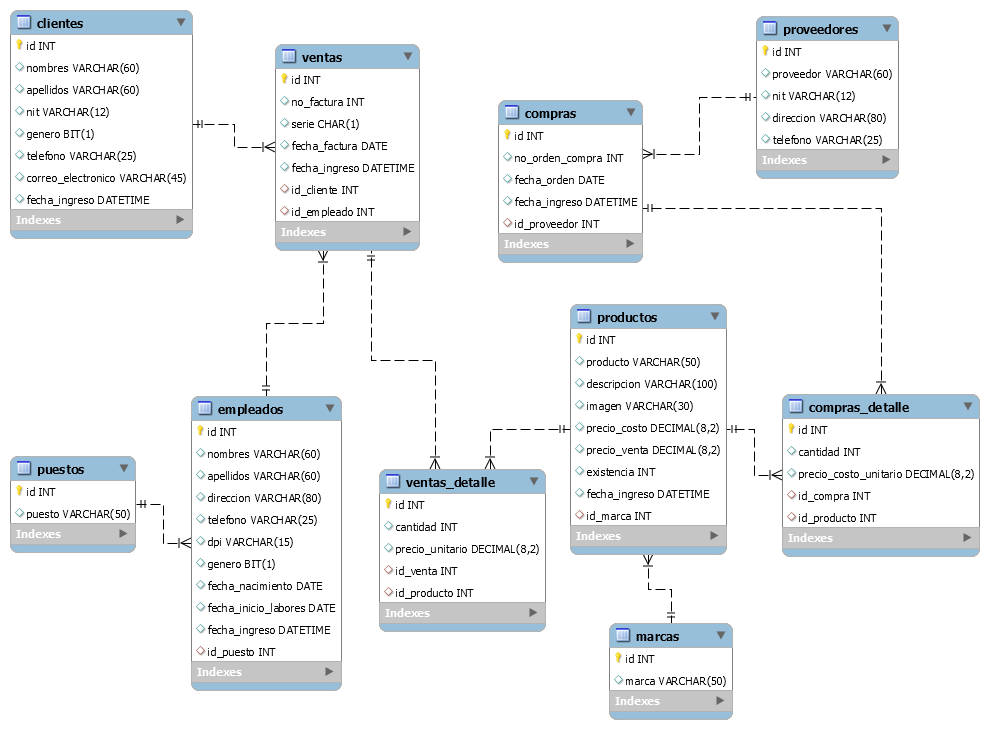 clientes
id INT
nombres VARCHAR(60)
apellidos VARCHAR(60)
nit VARCHAR(12)
genero BIT(1)
telefono VARCHAR(25)
correo_electronico VARCHAR(45)
fecha_ingreso DATETIME
Indexes
ventas
id INT
no_factura INT
serie CHAR(1)
fecha_factura DATE
fecha_ingreso DATETIME
id_cliente INT
id_empleado INT
Indexes
compras
id INT
no_orden_compra INT
fecha_orden DATE
fecha_ingreso DATETIME
id_proveedor INT
Indexes
proveedores
id INT
proveedor VARCHAR(60)
nit VARCHAR(12)
direccion VARCHAR(80)
telefono VARCHAR(25)
Indexes
puestos
id INT
puesto VARCHAR(50)
Indexes
empleados
id INT
nombres VARCHAR(60)
apellidos VARCHAR(60)
direccion VARCHAR(80)
telefono VARCHAR(25)
dpi VARCHAR(15)
genero BIT(1)
fecha_nacimiento DATE
fecha_inicio_labores DATE
fecha_ingreso DATETIME
id_puesto INT
Indexes
ventas_detalle
id INT
cantidad INT
precio_unitario DECIMAL(8,2)
id_venta INT
id_producto INT
Indexes
productos
id INT
producto VARCHAR(50)
descripcion VARCHAR(100)
imagen VARCHAR(30)
precio_costo DECIMAL(8,2)
precio_venta DECIMAL(8,2)
existencia INT
fecha_ingreso DATETIME
id_marca INT
Indexes
compras_detalle
id INT
cantidad INT
precio_costo_unitario DECIMAL(8,2)
id_compra INT
id_producto INT
Indexes
marcas
id INT
marca VARCHAR(50)
Indexes